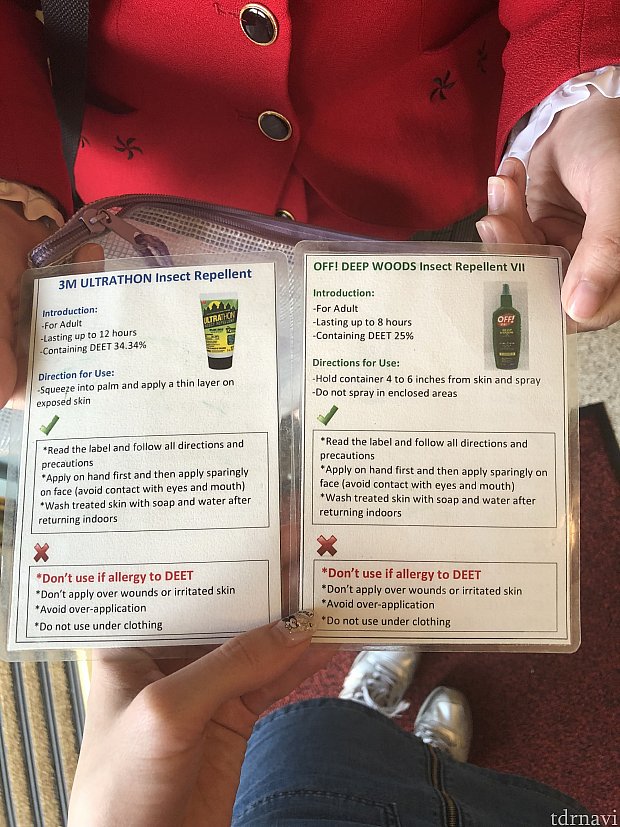 3M ULTRATHON Insect Repellent
Introduction:
-For Adult
-Lasting up to 12 hours
-Containing DEET 34.34%
ULTRATHON
Direction for Use:
-Squeeze into palm and apply a thin layer on
exposed skin
*Read the label and follow all directions and
precautions
*Apply on hand first and then apply sparingly
on face (avoid contact with eyes and mouth)
*Wash treated skin with soap and water after
returning indoors
*Don't use if allergy to DEET
*Don't apply over wounds or irritated skin
*Avoid over-application
*Do not use under clothing
OFF! DEEP WOODS Insect Repellent VII
Introduction:
-For Adult
-Lasting up to 8 hours
-Containing DEET 25%
OFF!
Directions for Use:
-Hold container 4 to 6 inches from skin and spray
-Do not spray in enclosed areas
*Read the label and follow all directions and
precautions
*Apply on hand first and then apply sparingly on
face (avoid contact with eyes and mouth)
*Wash treated skin with soap and water after
returning indoors
*Don't use if allergy to DEET
*Don't apply over wounds or irritated skin
*Avoid over-application
*Do not use under clothing
tdrnavi